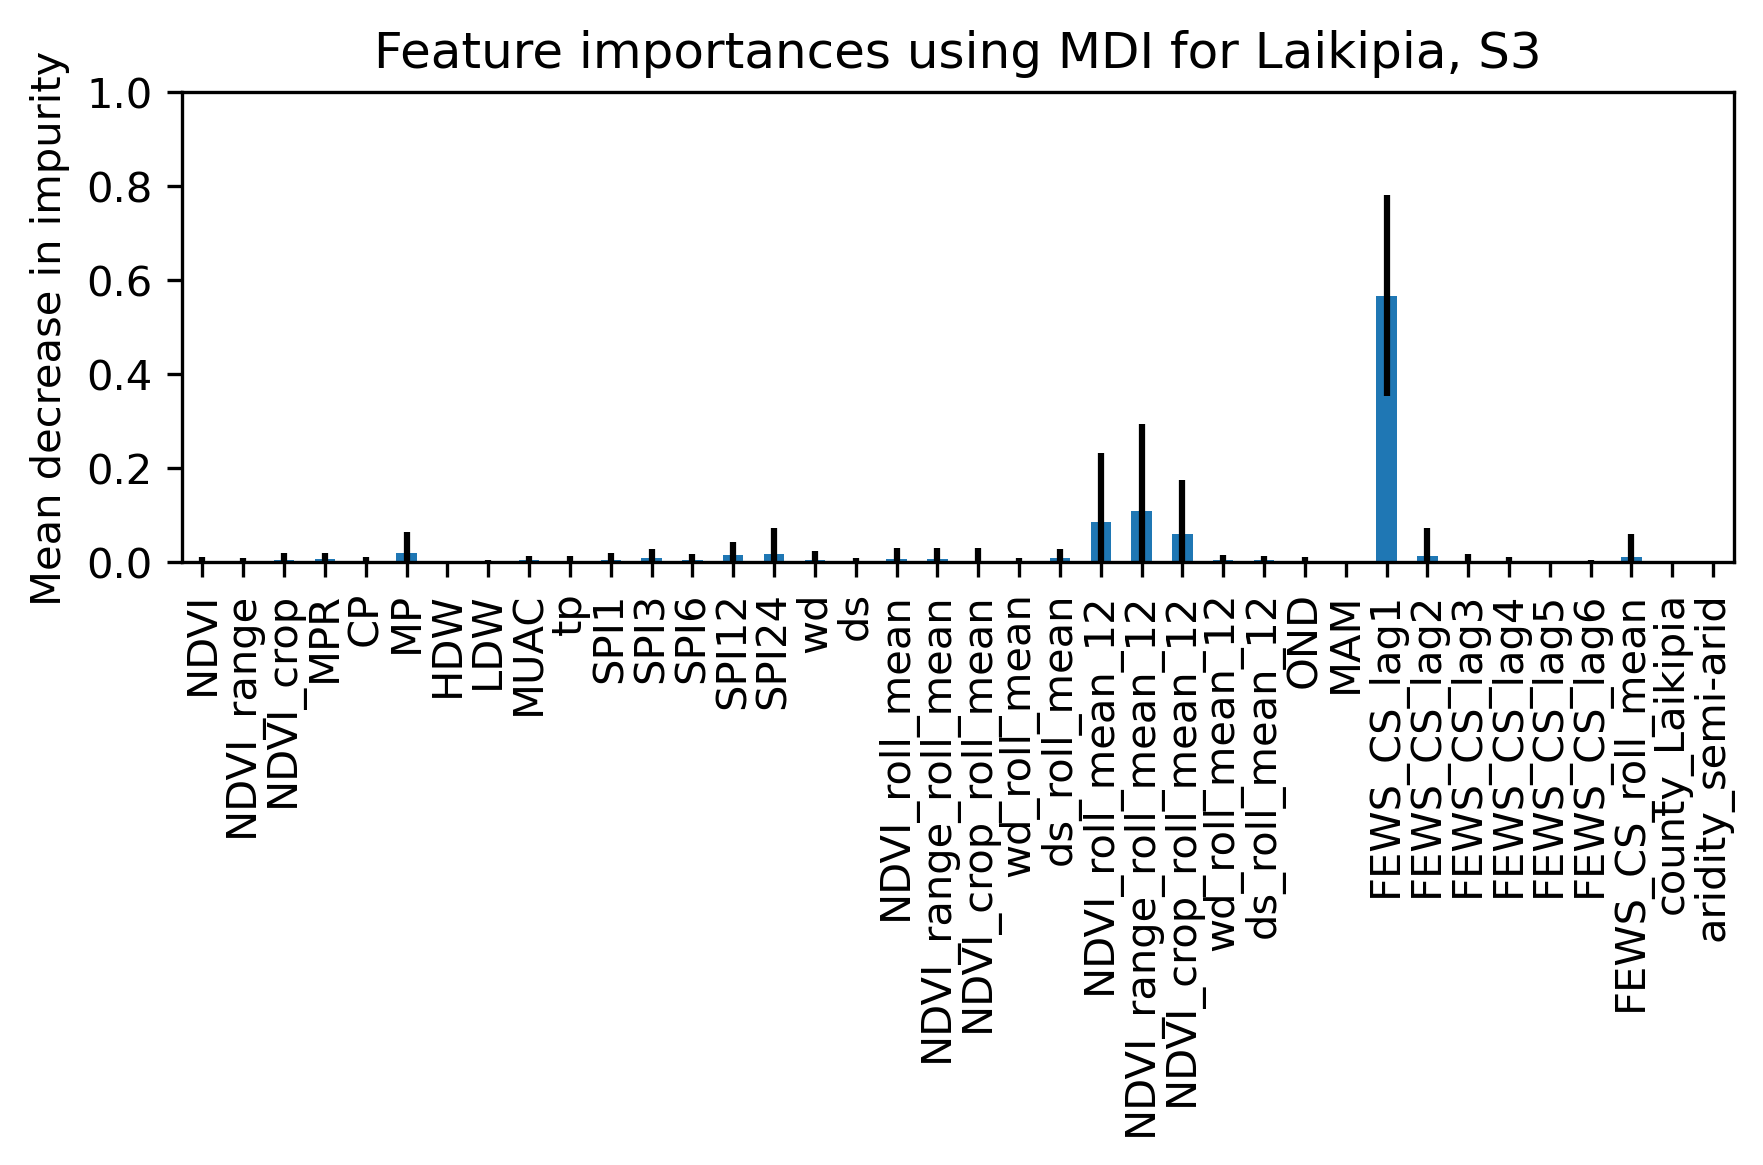 Feature importances using MDI for Laikipia, S3
Mean decrease in impurity
1.0
0.8
0.6
0.4
0.2
0.0
NDVI
NDVI_range
NDVI_crop
MPR
CP
MP
HDW
LDW
MUAC
tp
SPI1
SPI3
SPI6
SPI12
SPI24
wd
ds
NDVI_roll_mean
NDVI_range_roll_mean
NDVI_crop_roll_mean
wd_roll_mean
ds_roll_mean
NDVI_roll_mean_12
NDVI_range_roll_mean_12
NDVI_crop_roll_mean_12
wd_roll_mean_12
ds_roll_mean_12
OND
MAM
FEWS_CS_lag1
FEWS_CS_lag2
FEWS_CS_lag3
FEWS_CS_lag4
FEWS_CS_lag5
FEWS_CS_lag6
FEWS_CS_roll_mean
county_Laikipia
aridity_semi-arid